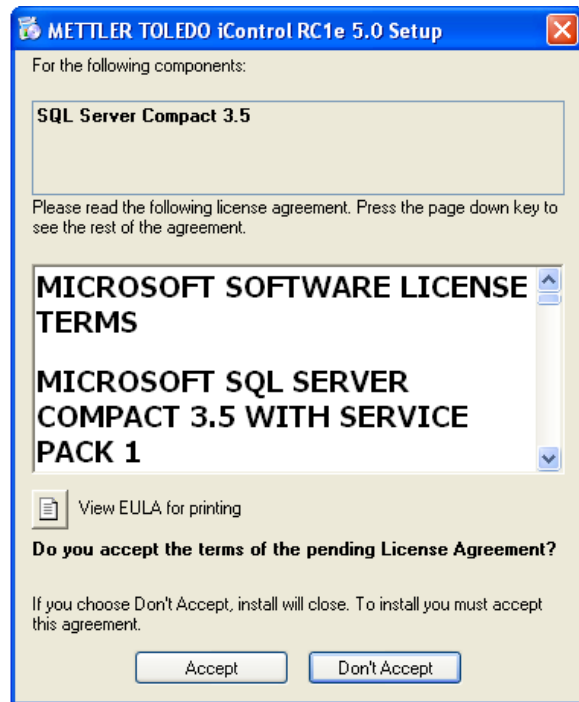 METTLER TOLEDO iControl RC1e 5.0 Setup
For the following components:
SQL Server Compact 3.5
Please read the following license agreement. Press the page down key to
see the rest of the agreement.
MICROSOFT SOFTWARE LICENSE
TERMS
MICROSOFT SQL SERVER
COMPACT 3.5 WITH SERVICE
PACK 1
View EULA for printing
Do you accept the terms of the pending License Agreement?
If you choose Don't Accept, install will close. To install you must accept
this agreement.
Accept
Don't Accept